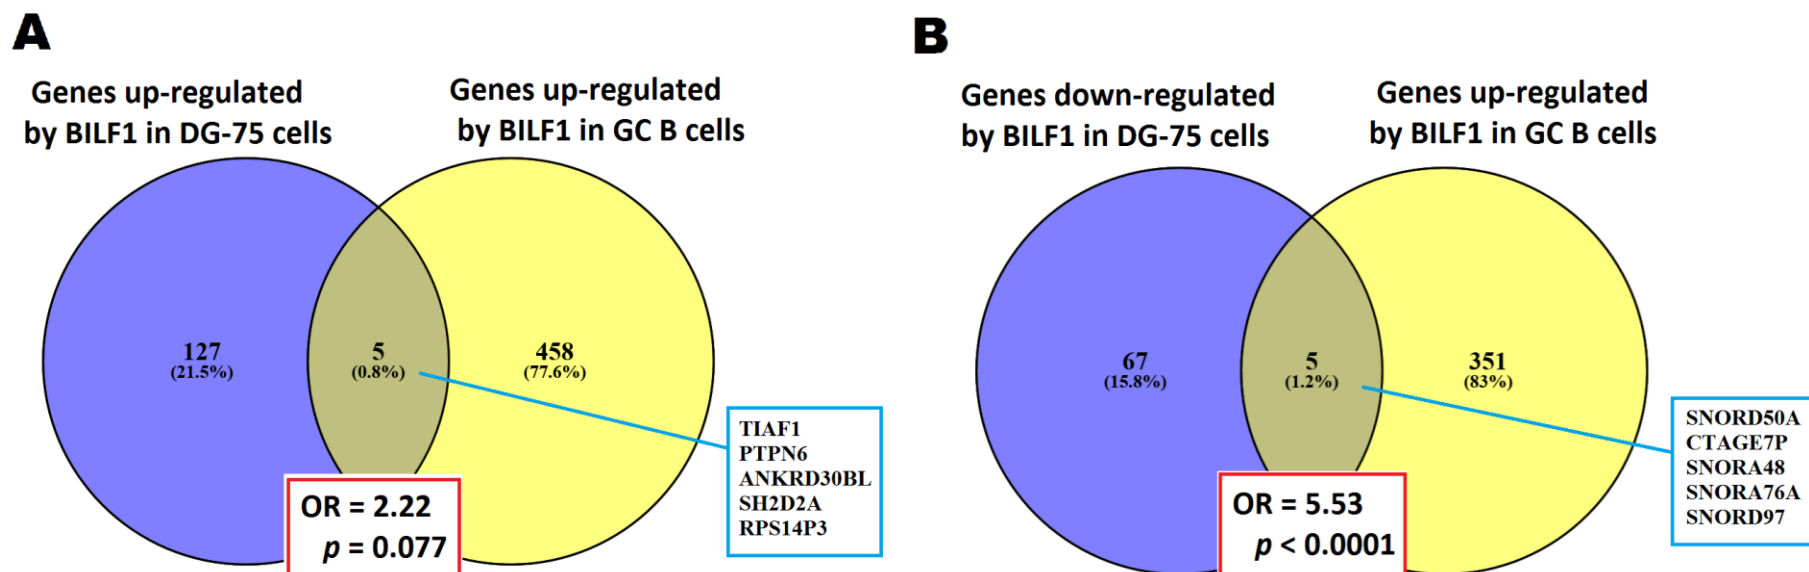 A
Genes up-regulated
by BILF1 in DG-75 cells
Genes up-regulated
by BILF1 in GC B cells
127
(21.5%)
5
(0.8%)
458
(77.6%)
TIAF1
PTPN6
ANKRD30BL
SH2D2A
RPS14P3
OR = 2.22
p = 0.077
B
Genes down-regulated
by BILF1 in DG-75 cells
Genes up-regulated
by BILF1 in GC B cells
67
(15.8%)
5
(1.2%)
351
(83%)
SNORD50A
CTAGE7P
SNORA48
SNORA76A
SNORD97
OR = 5.53
p < 0.0001